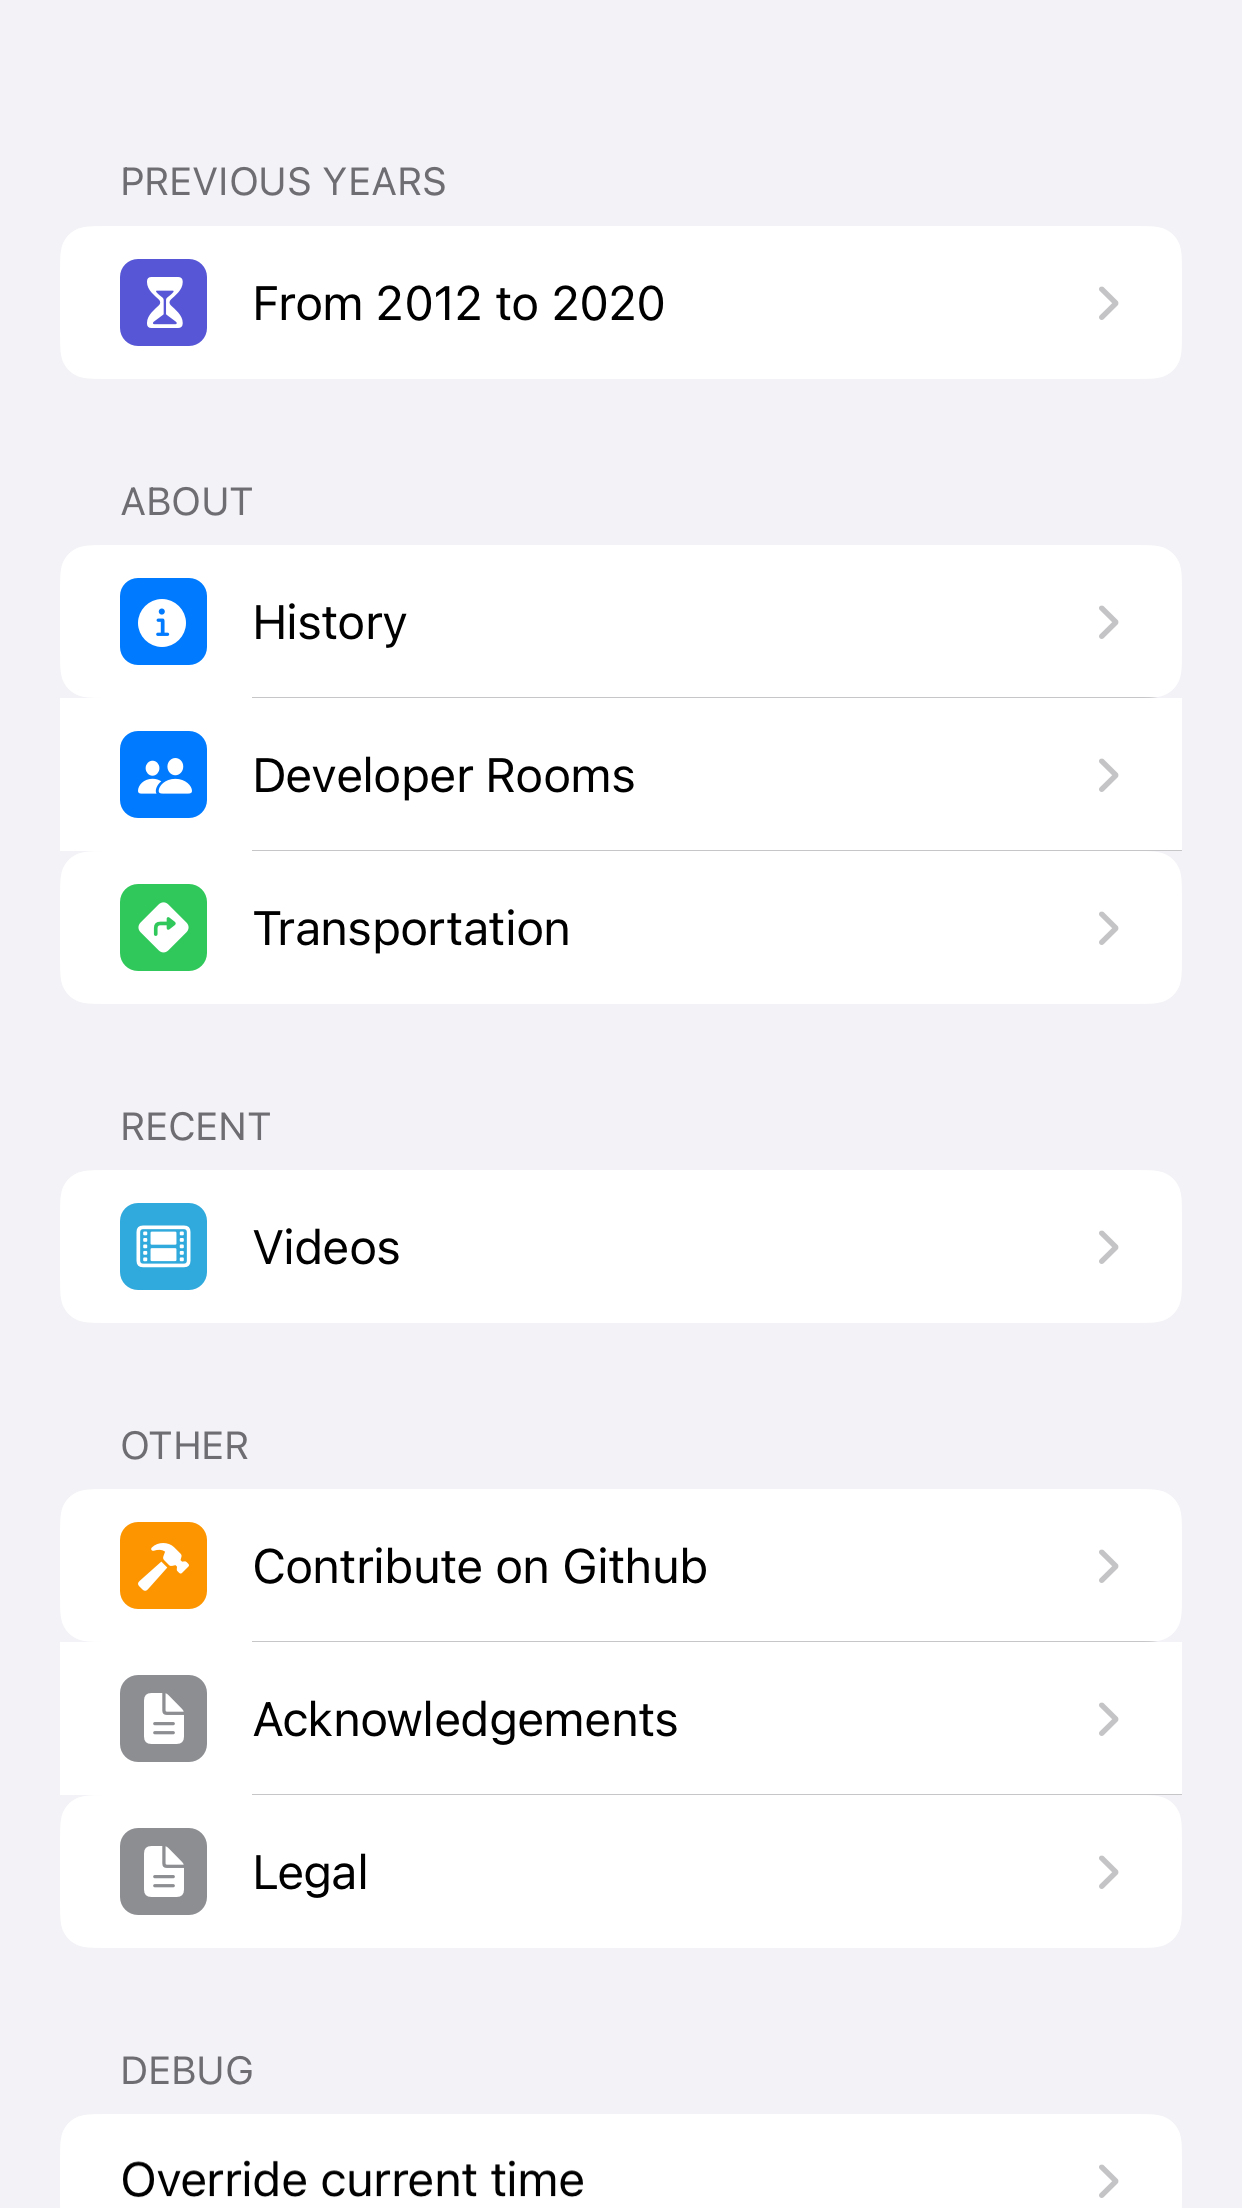 PREVIOUS YEARS
From 2012 to 2020
ABOUT
History
Developer Rooms
Transportation
RECENT
Videos
OTHER
Contribute on Github
Acknowledgements
Legal
DEBUG
Override current time